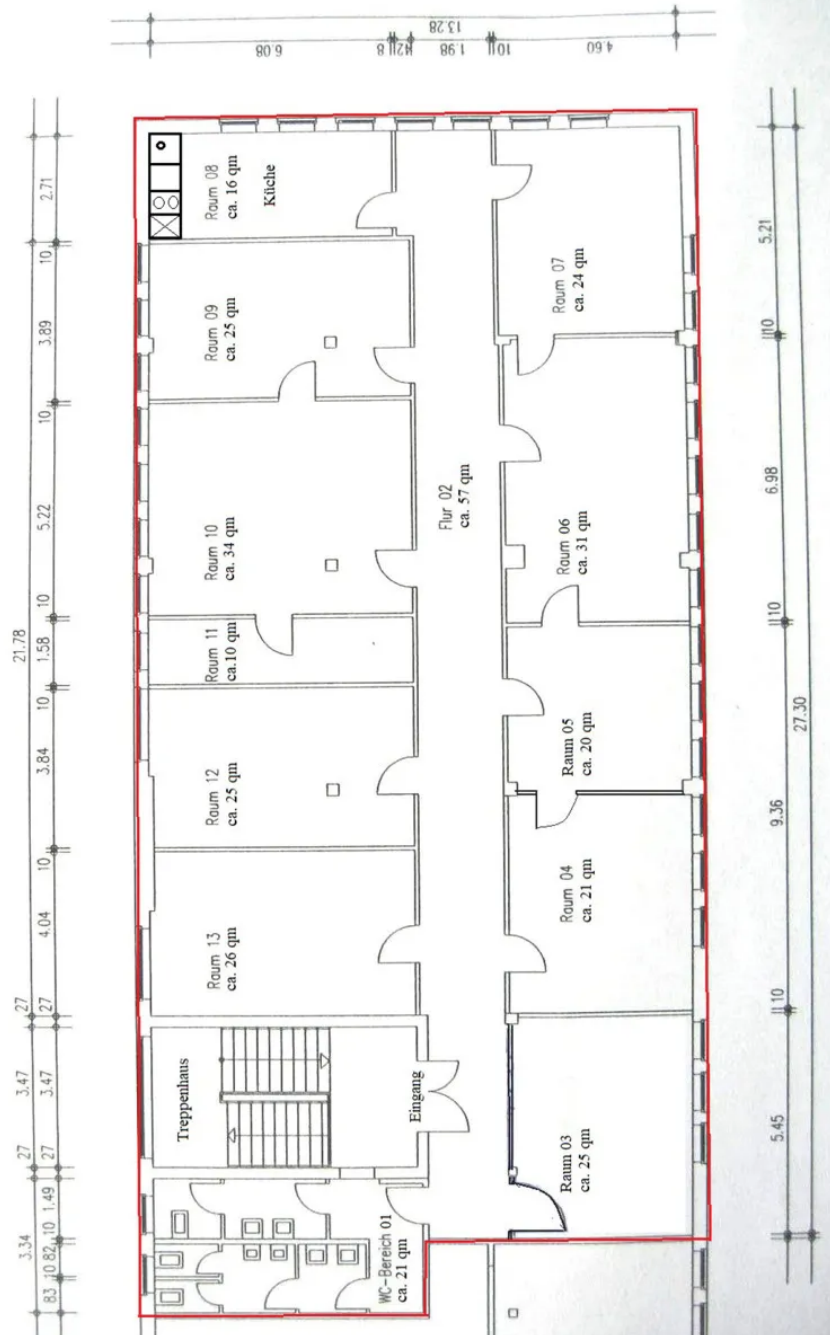 13.28
6.08
12
8
1.98
10
4.60
Raum 08
ca. 16 qm
Küche
Raum 09
ca. 25 qm
Raum 10
ca. 34 qm
Raum 11
ca.10 qm
Raum 12
ca. 25 qm
Raum 13
ca. 26 qm
Treppenhaus
Eingang
WC-Bereich 01
ca. 21 qm
Flur 02
ca. 57 qm
Raum 07
ca. 24 qm
Raum 06
ca. 31 qm
Raum 05
ca. 20 qm
Raum 04
ca. 21 qm
Raum 03
ca. 25 qm
2.71
10
3.89
10
5.22
10
1.58
10
3.84
10
4.04
27
3.47
27
1.49
10
82
10
83
21.78
27
3.47
27
3.34
5.21
10
6.98
10
9.36
10
5.45
27.30